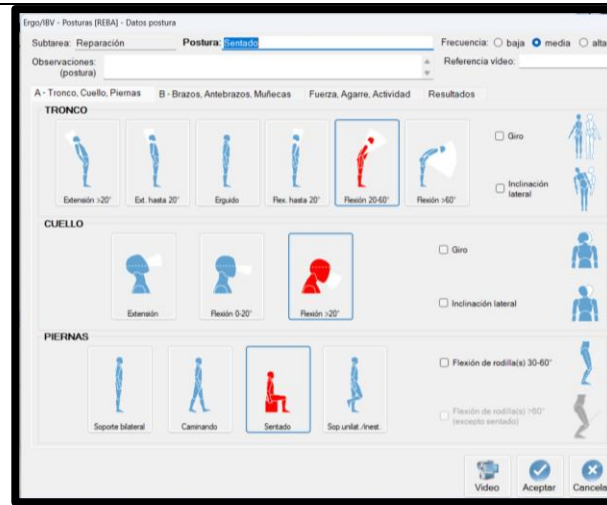 Ergo/IBV - Posturas [REBA] - Datos postura
Subtarea: Reparación Postura: Sentado Frecuencia: baja media alta
Observaciones: Referencia vídeo:
(postura)
A - Tronco, Cuello, Piernas B - Brazos, Antebrazos, Muñecas Fuerza, Agarre, Actividad Resultados
TRONCO
Giro
Inclinación
lateral
Extensión >20° Ext. hasta 20° Erguido Flex. hasta 20° Flexión 20-60° Flexión >60°
CUELLO
Giro
Inclinación lateral
Extensión Flexión 0-20° Flexión >20°
PIERNAS
Flexión de rodilla(s) 30-60°
Flexión de rodilla(s) >60°
(excepto sentado)
Soporte bilateral Caminando Sentado Sop.unilat./inest.
Video Aceptar Cancela